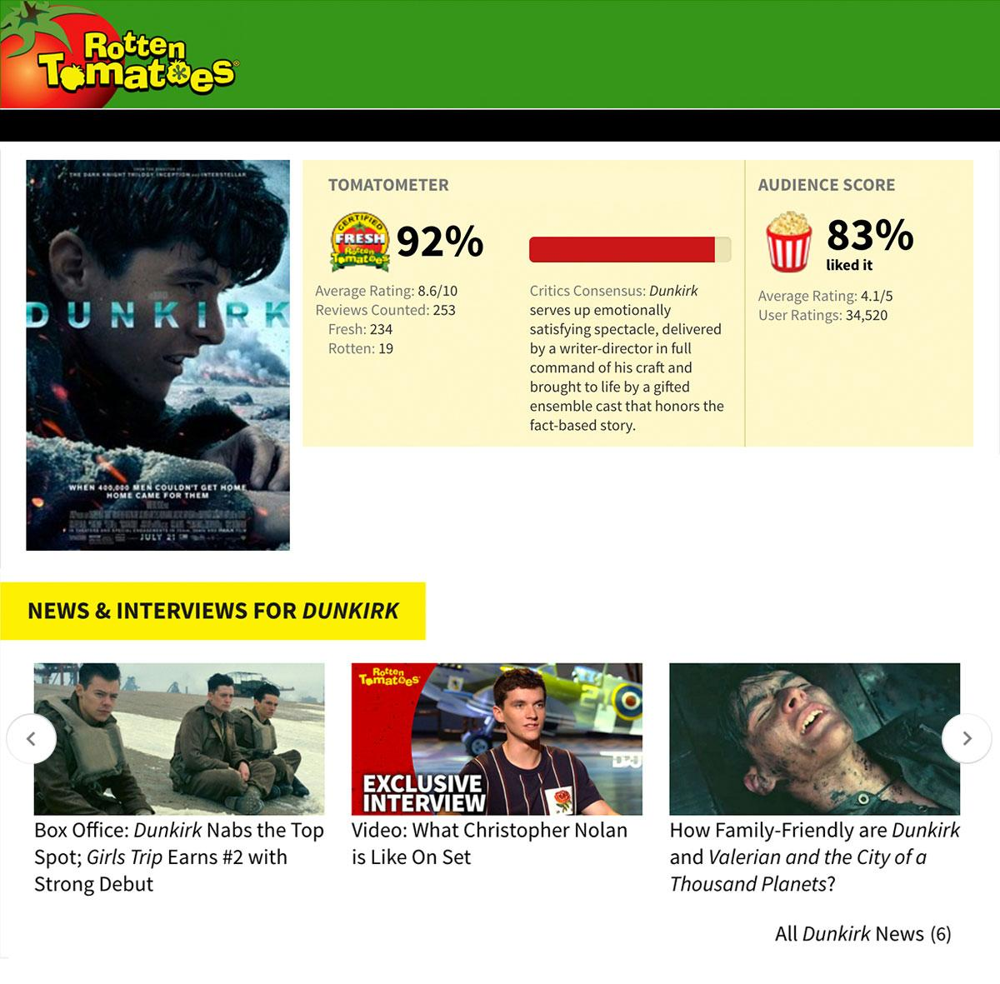 Rotten
Tomatoes®
FROM THE DIRECTOR OF
THE DARK KNIGHT TRILOGY, INCEPTION AND INTERSTELLAR
DUNKIRK
WHEN 400,000 MEN COULDN'T GET HOME,
HOME CAME FOR THEM
JULY 21
TOMATOMETER
CERTIFIED
FRESH
Rotten
Tomatoes
92%
Average Rating: 8.6/10
Reviews Counted: 253
Fresh: 234
Rotten: 19
Critics Consensus: Dunkirk
serves up emotionally
satisfying spectacle, delivered
by a writer-director in full
command of his craft and
brought to life by a gifted
ensemble cast that honors the
fact-based story.
AUDIENCE SCORE
83%
liked it
Average Rating: 4.1/5
User Ratings: 34,520
NEWS & INTERVIEWS FOR DUNKIRK
Box Office: Dunkirk Nabs the Top
Spot; Girls Trip Earns #2 with
Strong Debut
Rotten
Tomatoes®
EXCLUSIVE
INTERVIEW
Video: What Christopher Nolan
is Like On Set
How Family-Friendly are Dunkirk
and Valerian and the City of a
Thousand Planets?
All Dunkirk News (6)